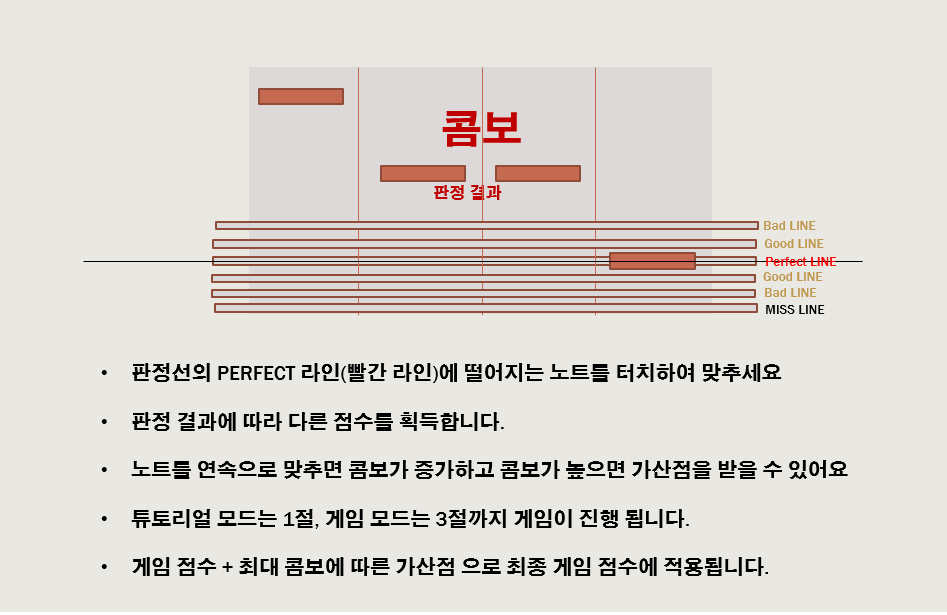 콤보
판정 결과
Bad LINE
Good LINE
Perfect LINE
Good LINE
Bad LINE
MISS LINE
• 판정선의 PERFECT 라인(빨간 라인)에 떨어지는 노트를 터치하여 맞추세요
• 판정 결과에 따라 다른 점수를 획득합니다.
• 노트를 연속으로 맞추면 콤보가 증가하고 콤보가 높으면 가산점을 받을 수 있어요
• 튜토리얼 모드는 1절, 게임 모드는 3절까지 게임이 진행 됩니다.
• 게임 점수 + 최대 콤보에 따른 가산점 으로 최종 게임 점수에 적용됩니다.